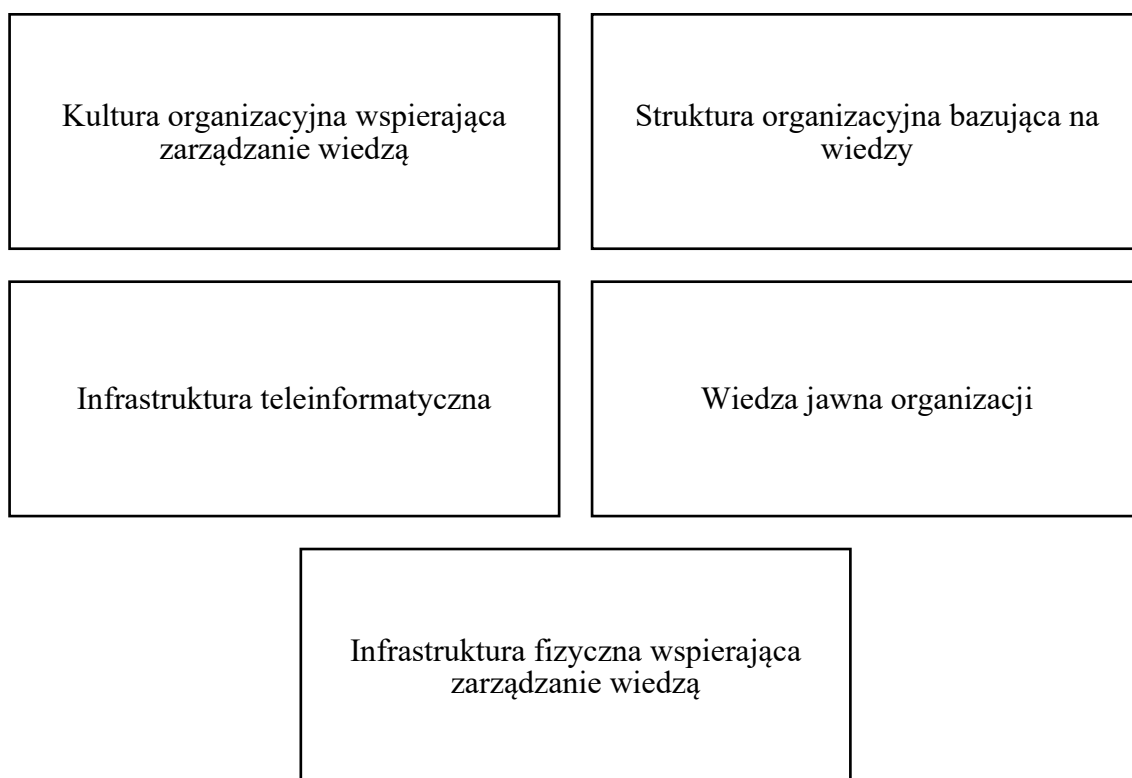 Kultura organizacyjna wspierająca
zarządzanie wiedzą
Struktura organizacyjna bazująca na
wiedzy
Infrastruktura teleinformatyczna
Wiedza jawna organizacji
Infrastruktura fizyczna wspierająca
zarządzanie wiedzą